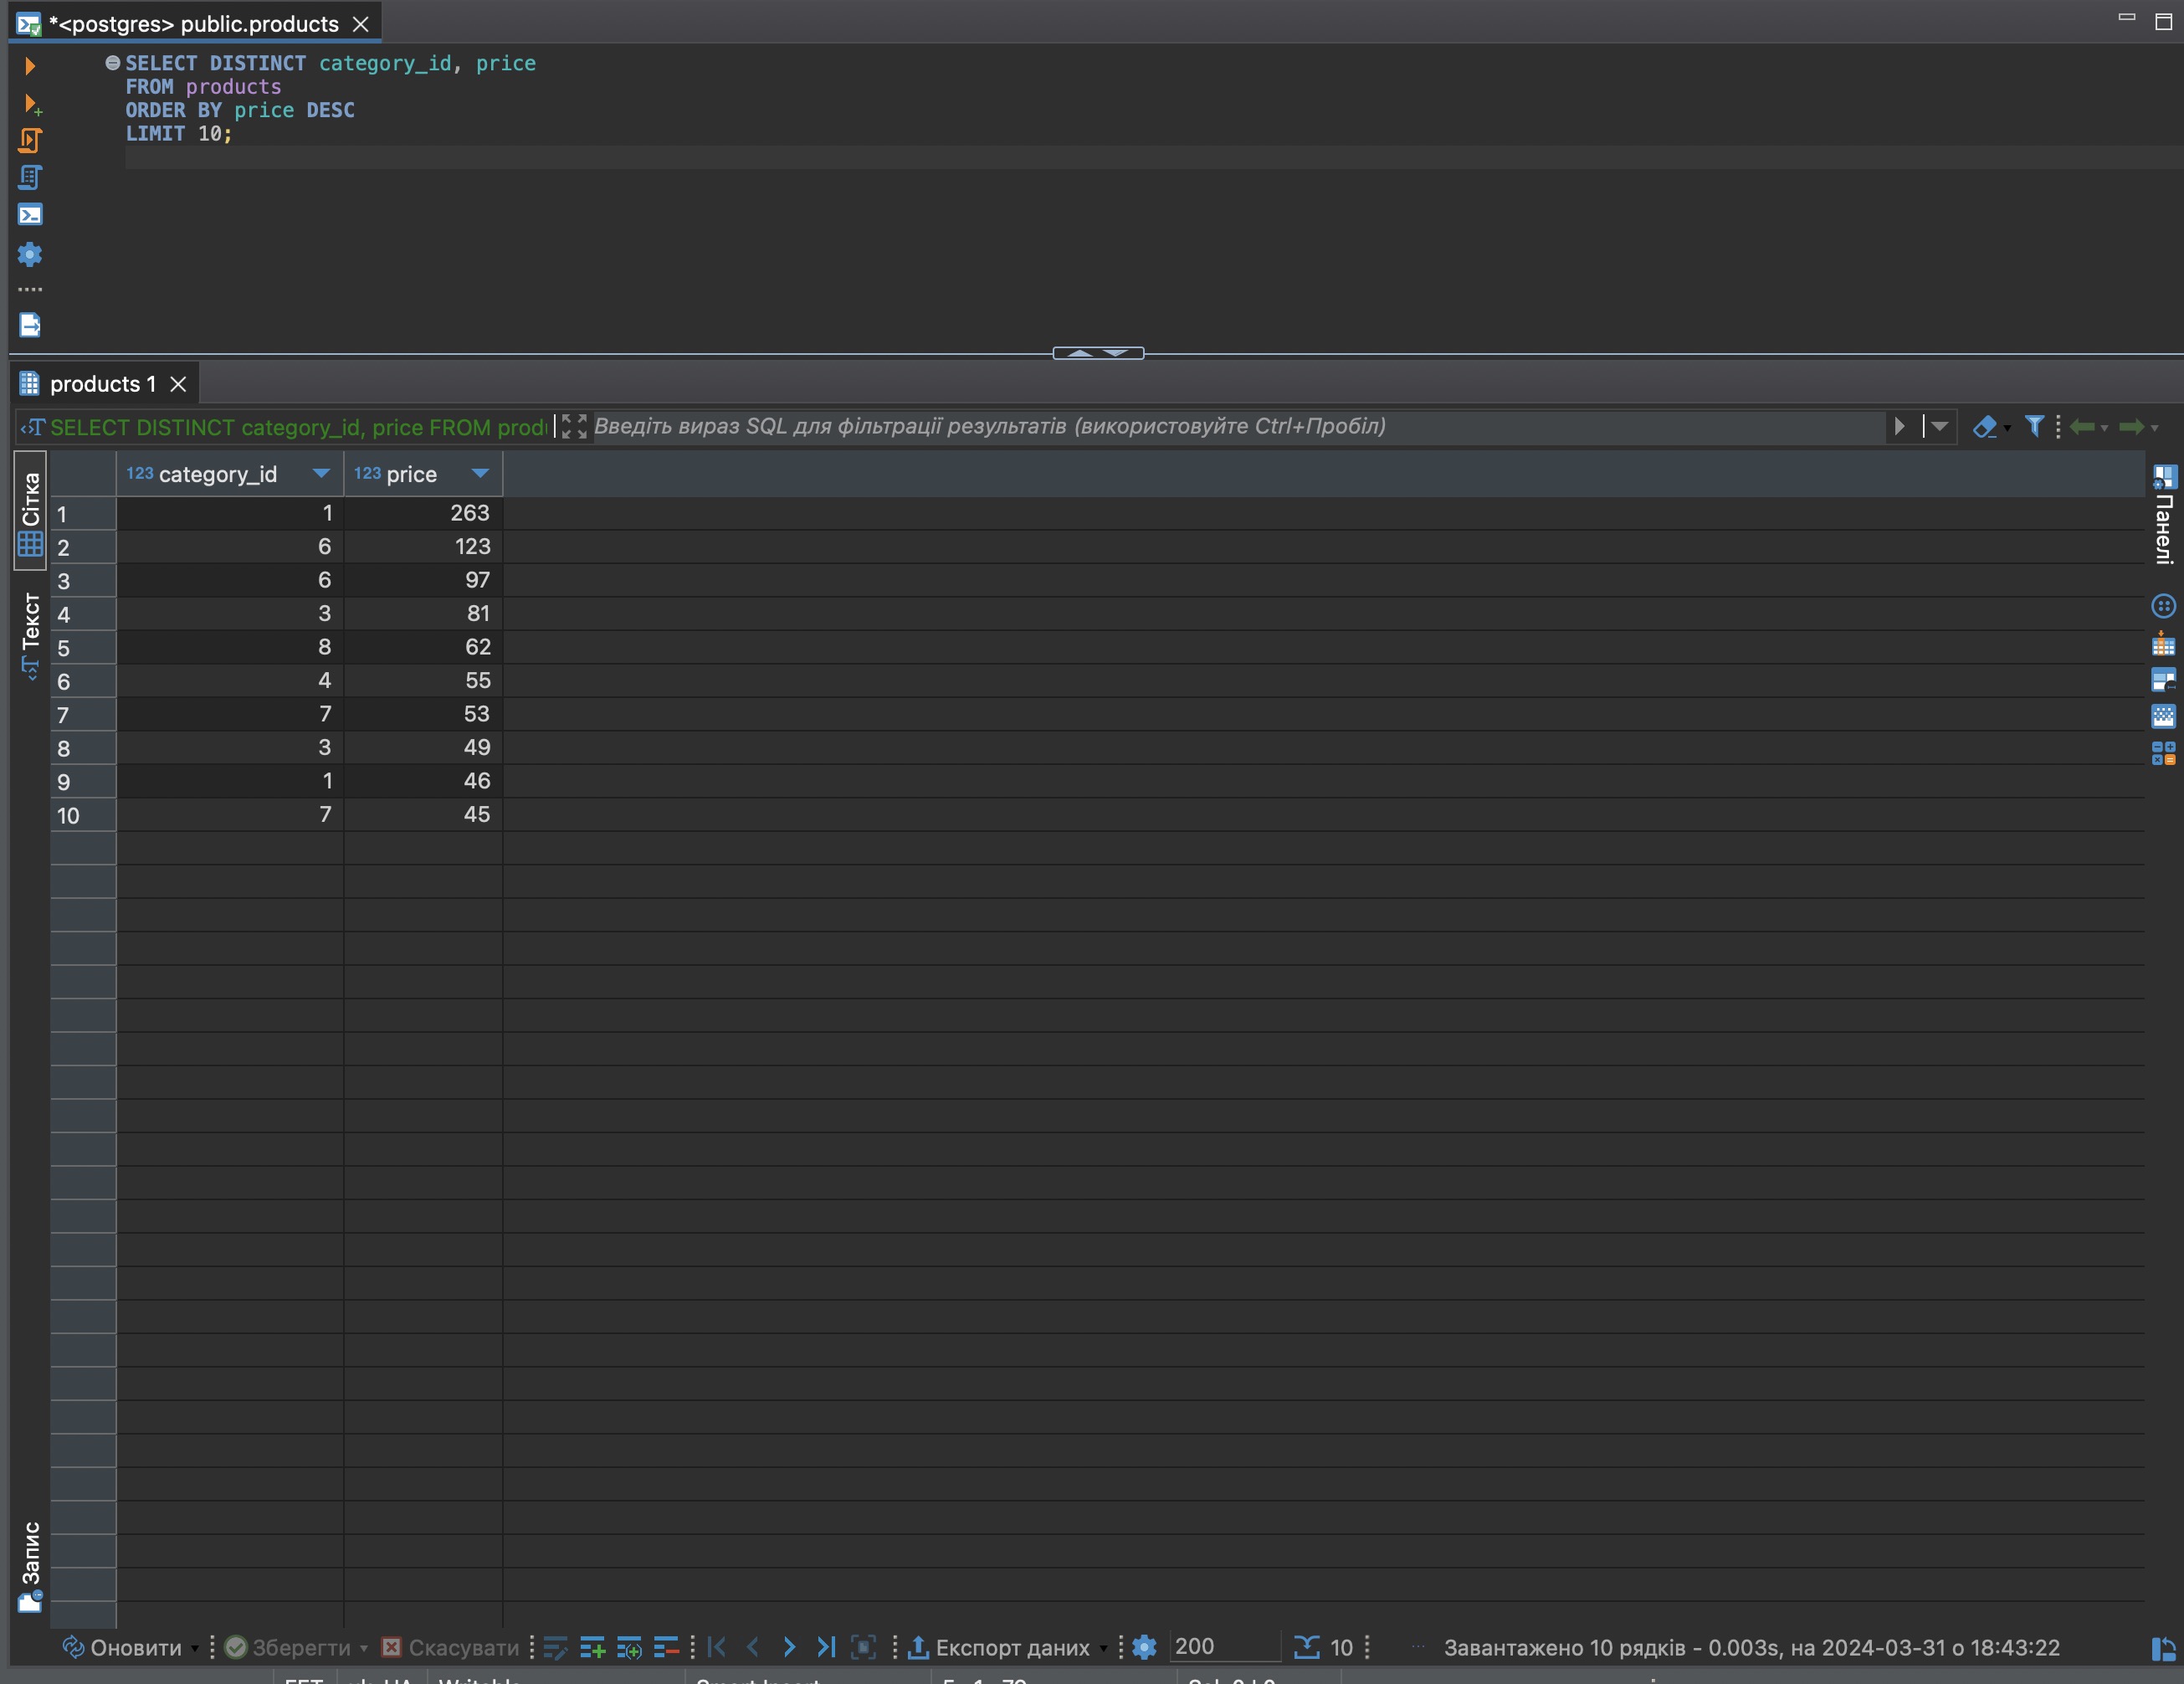 *<postgres> public.products
SELECT DISTINCT category_id, price
FROM products
ORDER BY price DESC
LIMIT 10;
products 1
SELECT DISTINCT category_id, price FROM prod
Введіть вираз SQL для фільтрації результатів (використовуйте Ctrl+Пробіл)
Сітка
Текст
Запис
Панелі
123 category_id 123 price
1 1 263
2 6 123
3 6 97
4 3 81
5 8 62
6 4 55
7 7 53
8 3 49
9 1 46
10 7 45
Оновити Зберегти Скасувати Експорт даних 200 10 Завантажено 10 рядків - 0.003s, на 2024-03-31 о 18:43:22